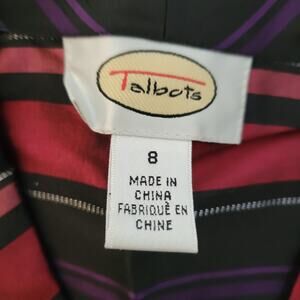 Talbots
8
MADE IN
CHINA
FABRIQUÉ EN
CHINE